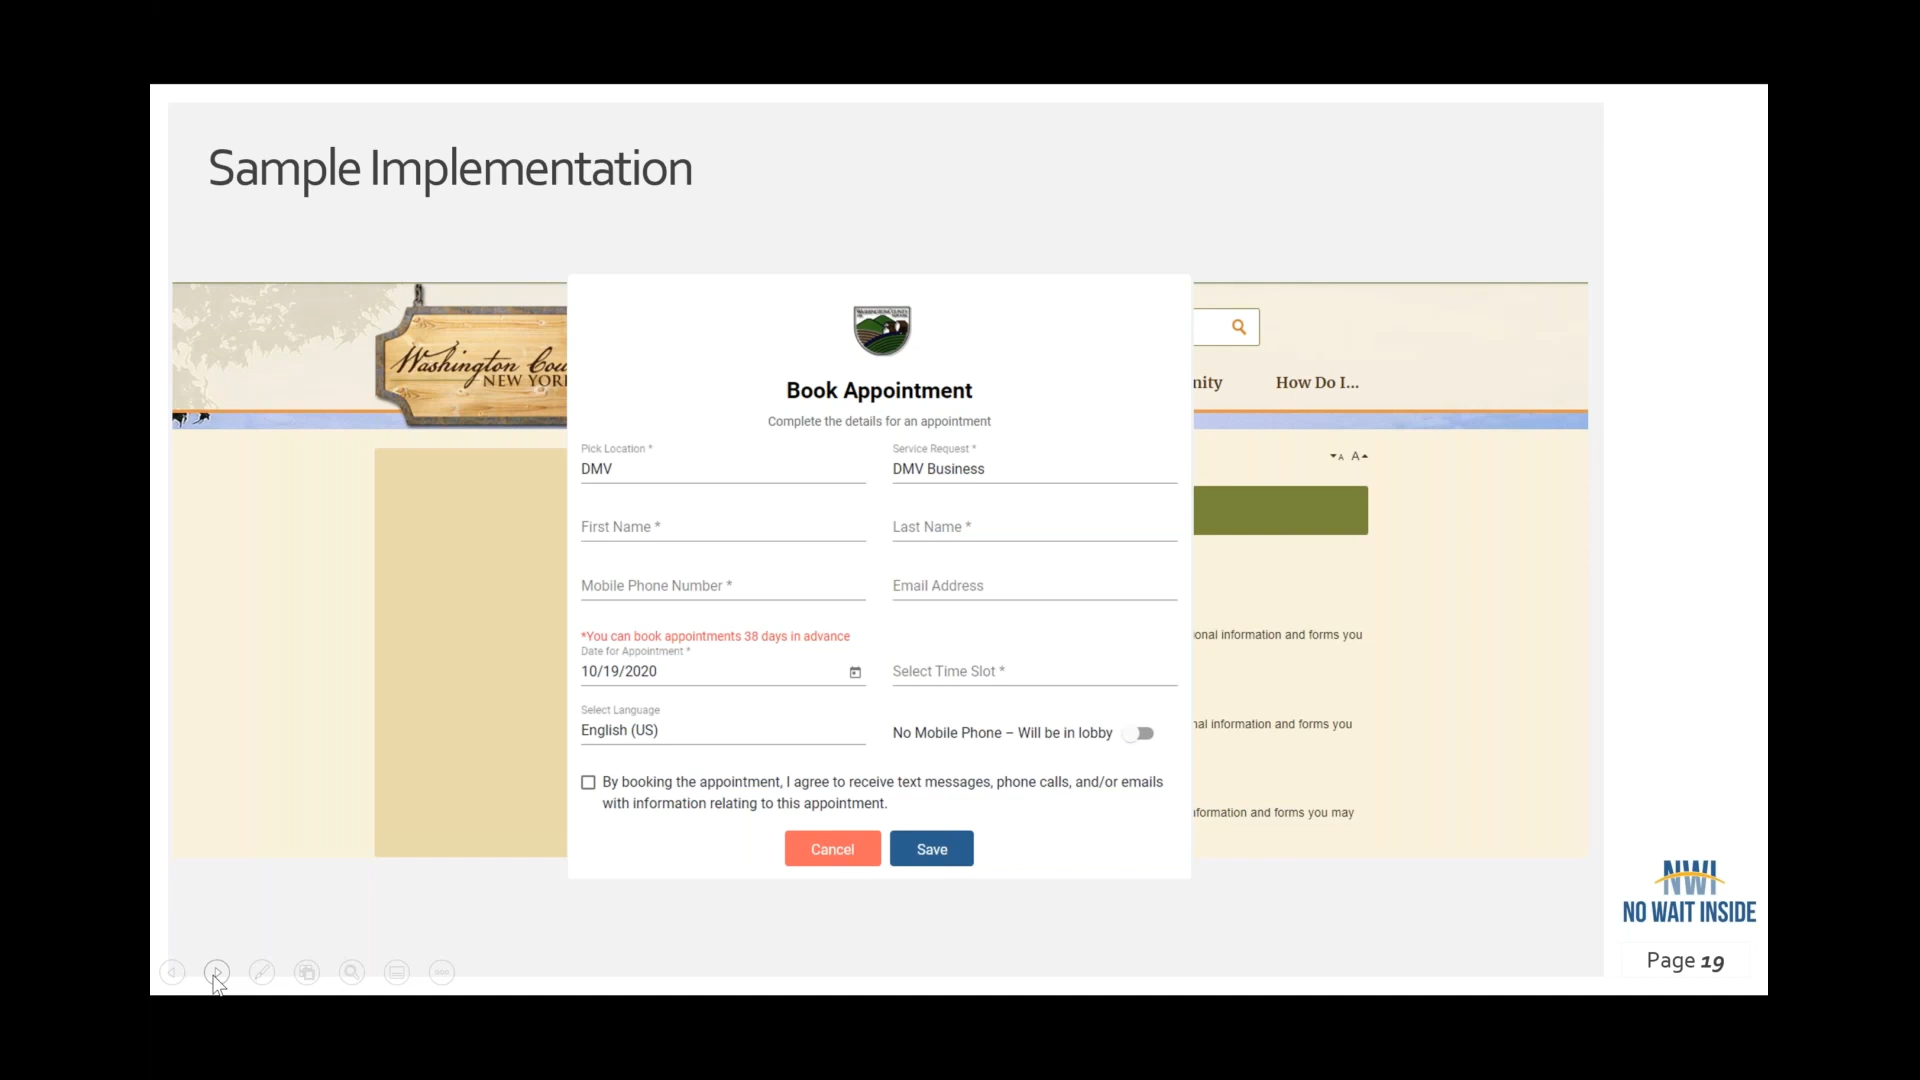 Sample Implementation
Washington Cou
NEW YOR
WASHINGTON COUNTY
Book Appointment
Complete the details for an appointment
nity
How Do I...
Pick Location *
DMV
Service Request *
DMV Business
A A
First Name *
Last Name *
Mobile Phone Number *
Email Address
*You can book appointments 38 days in advance
Date for Appointment *
10/19/2020
Select Time Slot *
onal information and forms you
Select Language
English (US)
No Mobile Phone – Will be in lobby
nal information and forms you
By booking the appointment, I agree to receive text messages, phone calls, and/or emails
with information relating to this appointment.
nformation and forms you may
Cancel
Save
NWI
NO WAIT INSIDE
Page 19